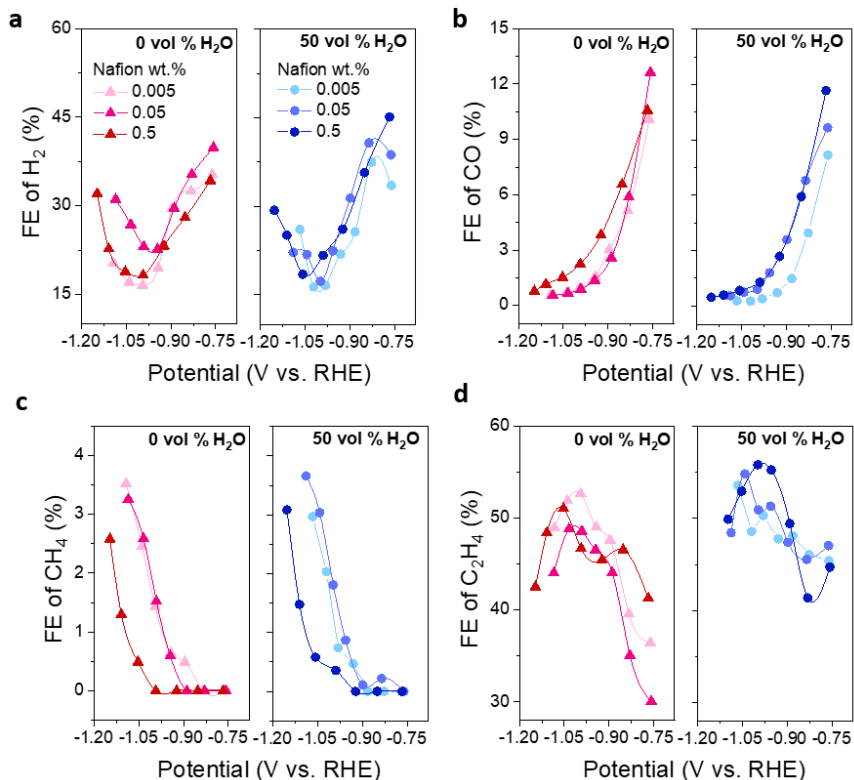 a
0 vol % H₂O
50 vol % H₂O
Nafion wt.%
0.005
0.05
0.5
Nafion wt.%
0.005
0.05
0.5
FE of H₂ (%)
60
45
30
15
-1.20 -1.05 -0.90 -0.75
-1.20 -1.05 -0.90 -0.75
Potential (V vs. RHE)
b
0 vol % H₂O
50 vol % H₂O
FE of CO (%)
15
12
9
6
3
0
-1.20 -1.05 -0.90 -0.75
-1.20 -1.05 -0.90 -0.75
Potential (V vs. RHE)
c
0 vol % H₂O
50 vol % H₂O
FE of CH₄ (%)
4
3
2
1
0
-1.20 -1.05 -0.90 -0.75
-1.20 -1.05 -0.90 -0.75
Potential (V vs. RHE)
d
0 vol % H₂O
50 vol % H₂O
FE of C₂H₄ (%)
60
50
40
30
-1.20 -1.05 -0.90 -0.75
-1.20 -1.05 -0.90 -0.75
Potential (V vs. RHE)